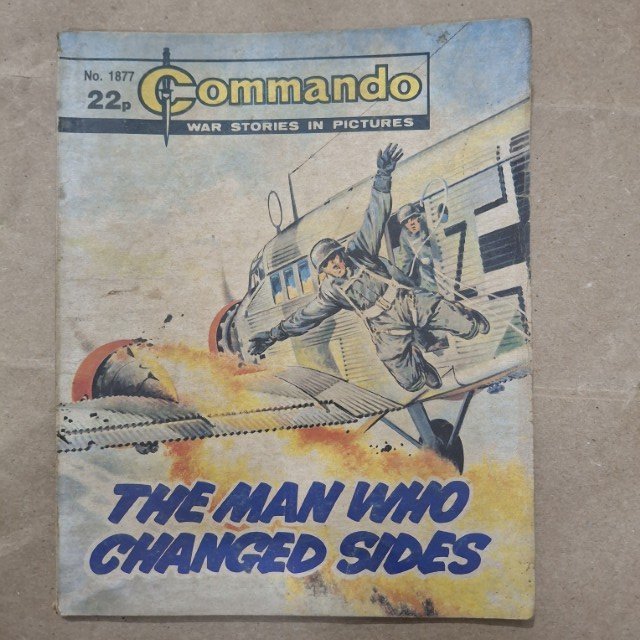 No. 1877
22p
Commando
WAR STORIES IN PICTURES
THE MAN WHO
CHANGED SIDES